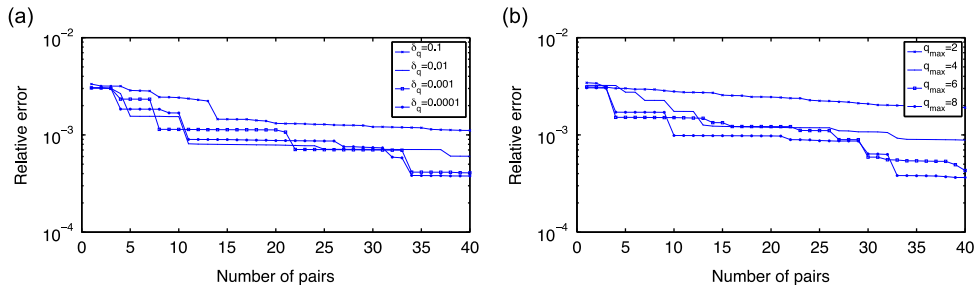 (a)
10⁻²
10⁻³
10⁻⁴
Relative error
0 5 10 15 20 25 30 35 40
Number of pairs
δq=0.1
δq=0.01
δq=0.001
δq=0.0001
(b)
10⁻²
10⁻³
10⁻⁴
Relative error
0 5 10 15 20 25 30 35 40
Number of pairs
qmax=2
qmax=4
qmax=6
qmax=8